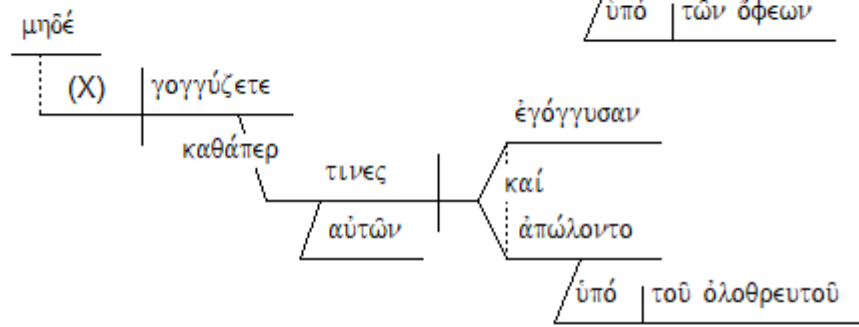 μηδέ
ὑπό τῶν ὄφεων
(X) γογγύζετε
ἐγόγγυσαν
καθάπερ
τινες
καί
αὐτῶν
ἀπώλοντο
ὑπό τοῦ ὀλοθρευτοῦ